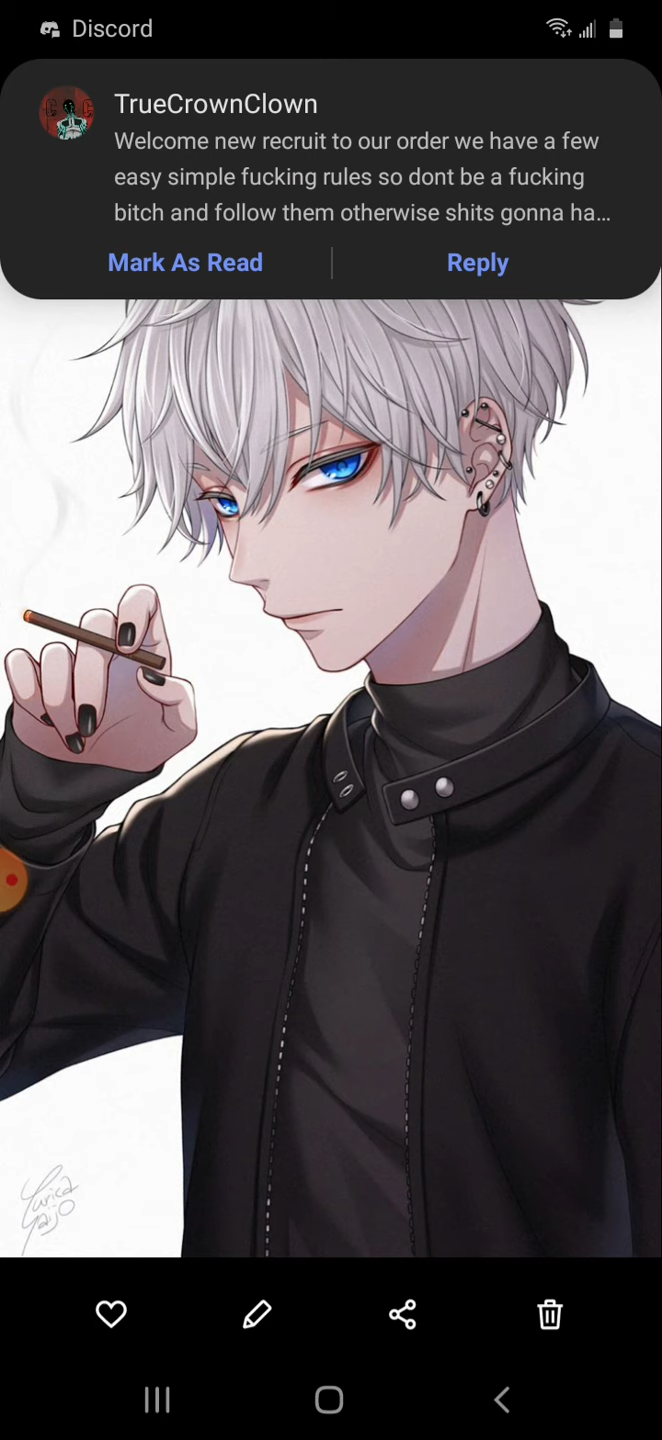 Discord
TrueCrownClown
Welcome new recruit to our order we have a few
easy simple fucking rules so dont be a fucking
bitch and follow them otherwise shits gonna ha...
Mark As Read
Reply
Yurica